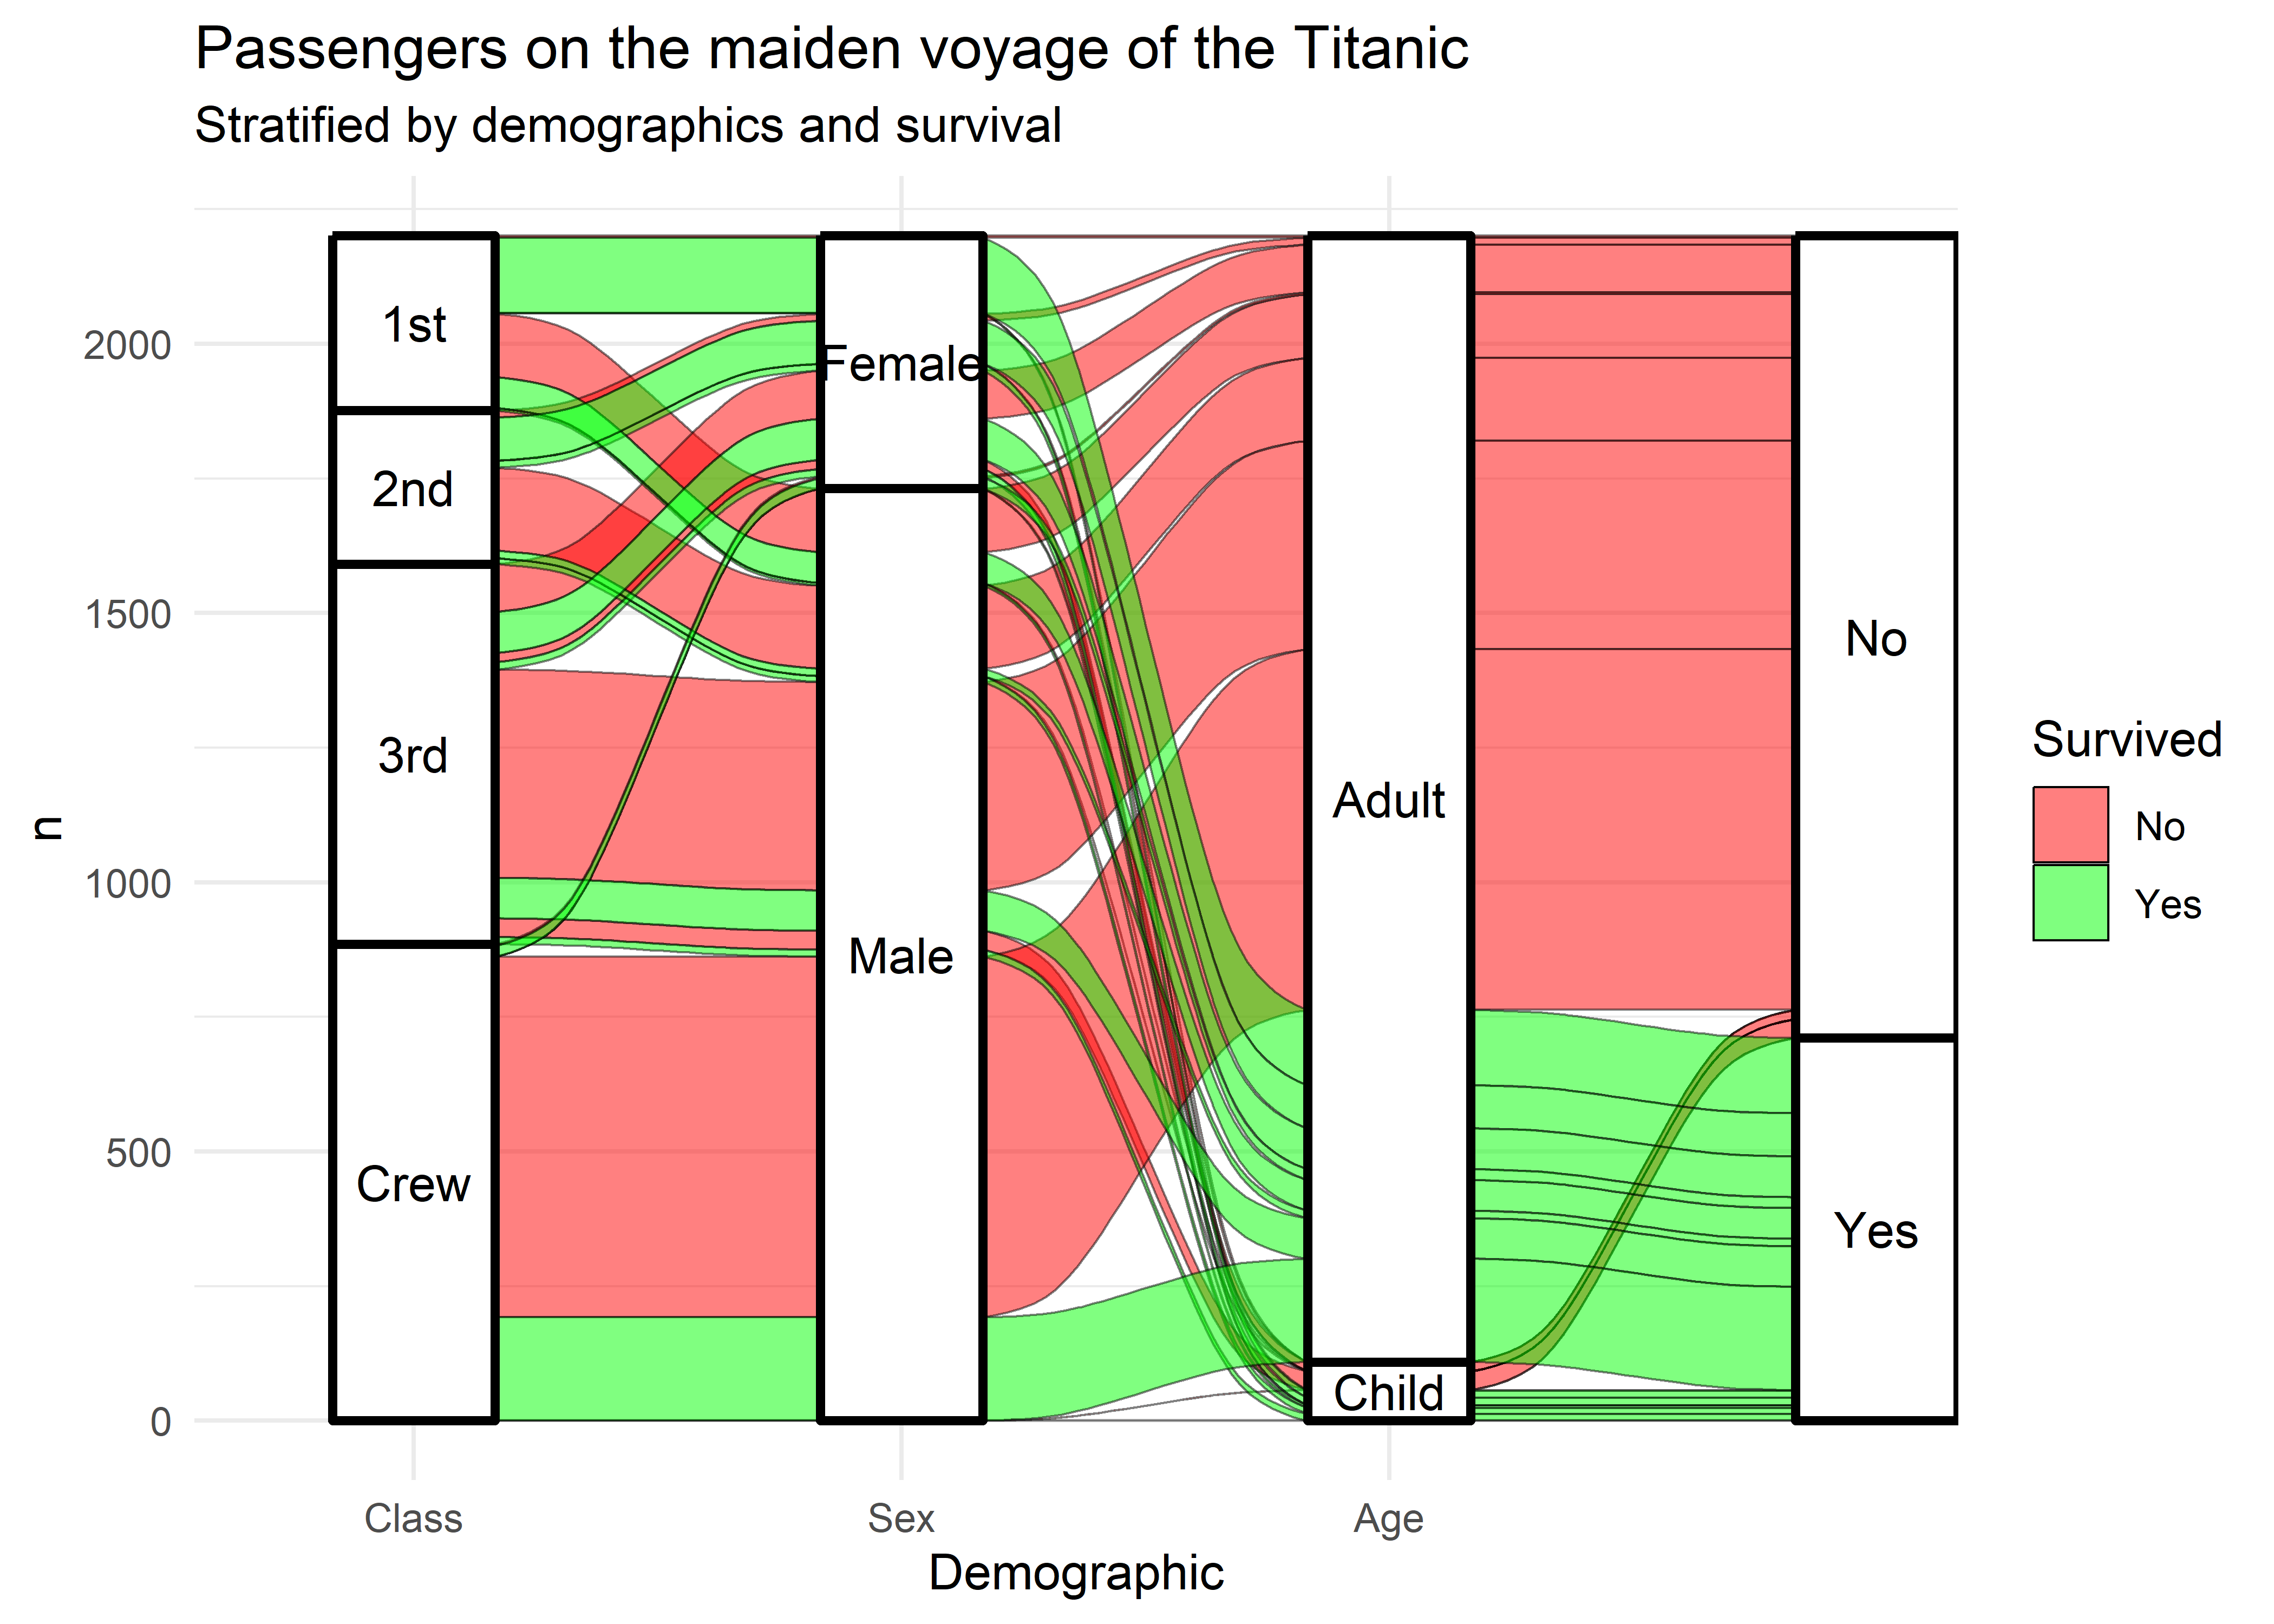 Passengers on the maiden voyage of the Titanic
Stratified by demographics and survival
n
2000
1500
1000
500
0
1st
2nd
3rd
Crew
Female
Male
Adult
Child
No
Yes
Class
Sex
Age
Demographic
Survived
No
Yes